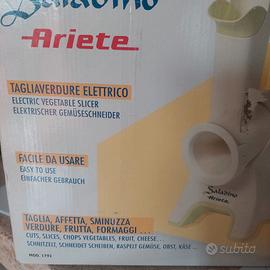 Saladino
Ariete
TAGLIAVERDURE ELETTRICO
ELECTRIC VEGETABLE SLICER
ELEKTRISCHER GEMÜSESCHNEIDER
FACILE DA USARE
EASY TO USE
EINFACHER GEBRAUCH
Saladino
Ariete
TAGLIA, AFFETTA, SMINUZZA
VERDURE, FRUTTA, FORMAGGI ...
CUTS, SLICES, CHOPS VEGETABLES, FRUIT, CHEESE...
SCHNITZELT, SCHNEIDET SCHEIBEN, RASPELT GEMÜSE, OBST, KÄSE...
MOD. 1791
subito